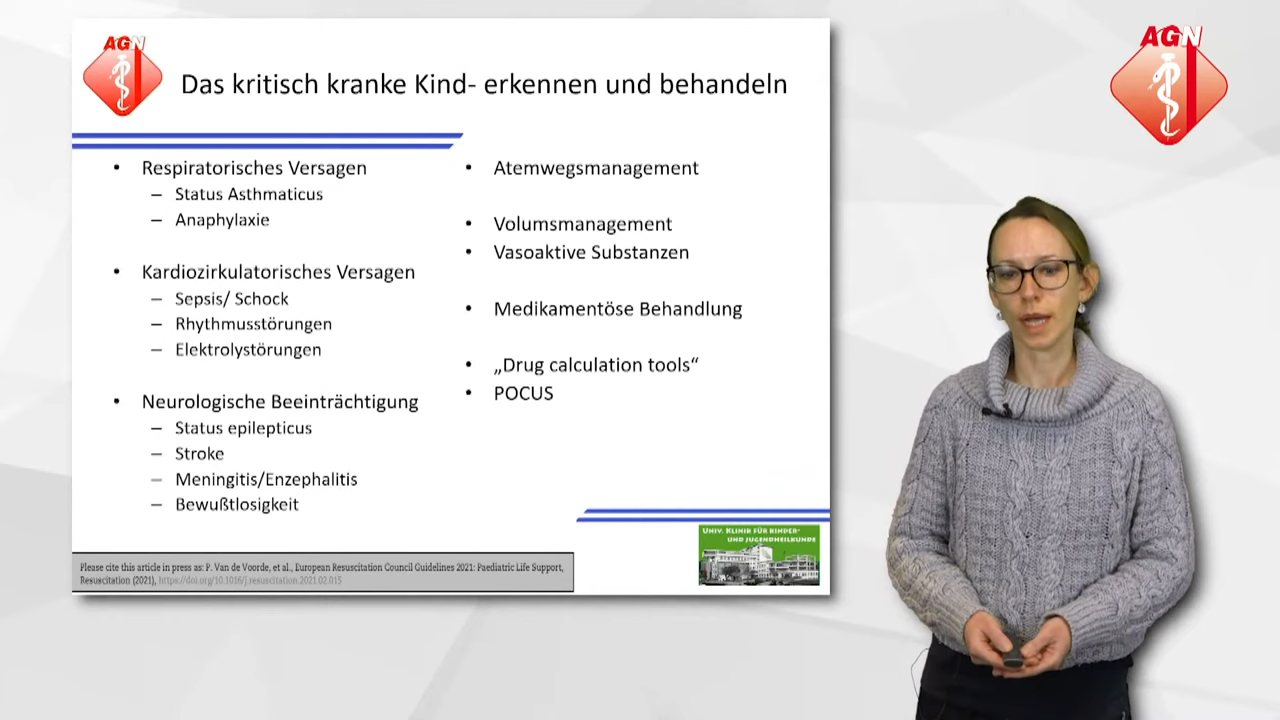 AGN
Das kritisch kranke Kind- erkennen und behandeln
• Respiratorisches Versagen
– Status Asthmaticus
– Anaphylaxie
• Kardiozirkulatorisches Versagen
– Sepsis/ Schock
– Rhythmusstörungen
– Elektrolystörungen
• Neurologische Beeinträchtigung
– Status epilepticus
– Stroke
– Meningitis/Enzephalitis
– Bewußtlosigkeit
• Atemwegsmanagement
• Volumsmanagement
• Vasoaktive Substanzen
• Medikamentöse Behandlung
• „Drug calculation tools“
• POCUS
Please cite this article in press as: P. Van de Voorde, et al., European Resuscitation Council Guidelines 2021: Paediatric Life Support,
Resuscitation (2021), https://doi.org/10.1016/j.resuscitation.2021.02.015
Univ. Klinik für Kinder-
und Jugendheilkunde
AGN